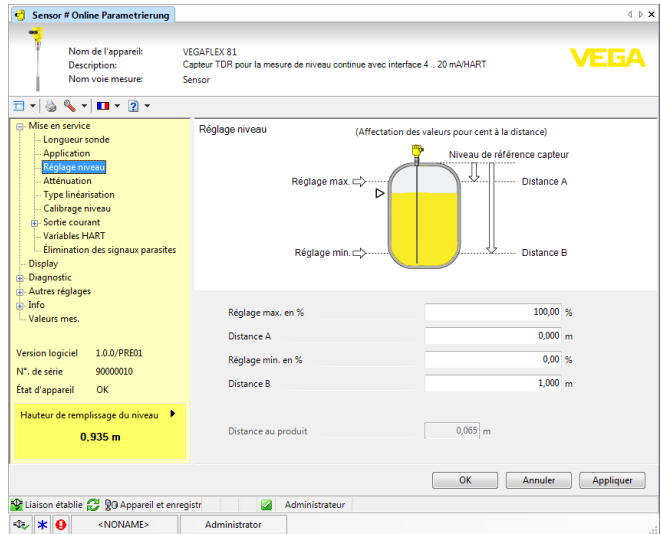 Sensor # Online Parametrierung
Nom de l'appareil: VEGAFLEX 81
Description: Capteur TDR pour la mesure de niveau continue avec interface 4 .. 20 mA/HART
Nom voie mesure: Sensor
VEGA
Mise en service
Longueur sonde
Application
Réglage niveau
Atténuation
Type linéarisation
Calibrage niveau
Sortie courant
Variables HART
Élimination des signaux parasites
Display
Diagnostic
Autres réglages
Info
Valeurs mes.
Version logiciel 1.0.0/PRE01
N°. de série 90000010
État d'appareil OK
Hauteur de remplissage du niveau
0,935 m
Réglage niveau
(Affectation des valeurs pour cent à la distance)
Niveau de référence capteur
Réglage max.
Distance A
Réglage min.
Distance B
Réglage max. en % 100,00 %
Distance A 0,000 m
Réglage min. en % 0,00 %
Distance B 1,000 m
Distance au produit 0,065 m
OK Annuler Appliquer
Liaison établie Appareil et enregistr Administrateur
<NONAME> Administrator